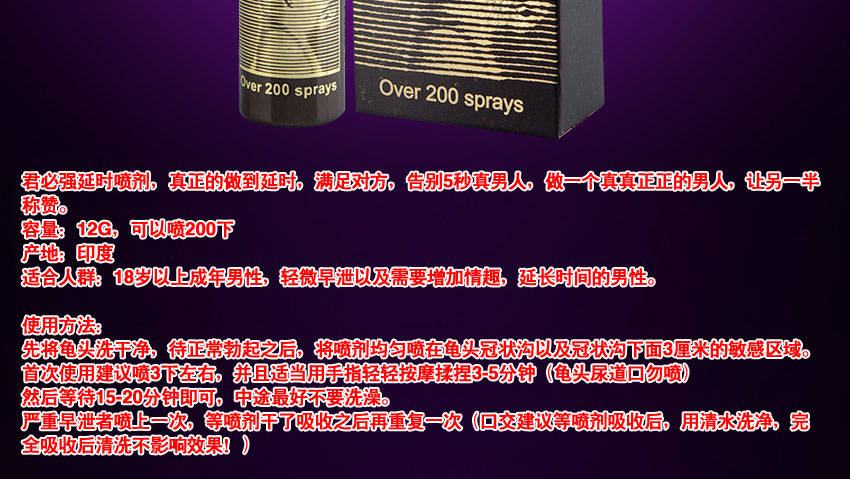 Over 200 sprays
Over 200 sprays
君必强延时喷剂，真正的做到延时，满足对方，告别5秒真男人，做一个真真正正的男人，让另一半
称赞。
容量：12G，可以喷200下
产地：印度
适合人群：18岁以上成年男性，轻微早泄以及需要增加情趣，延长时间的男性。
使用方法：
先将龟头洗干净，待正常勃起之后，将喷剂均匀喷在龟头冠状沟以及冠状沟下面3厘米的敏感区域。
首次使用建议喷3下左右，并且适当用手指轻轻按摩揉捏3-5分钟（龟头尿道口勿喷）
然后等待15-20分钟即可，中途最好不要洗澡。
严重早泄者喷上一次，等喷剂干了吸收之后再重复一次（口交建议等喷剂吸收后，用清水洗净，完
全吸收后清洗不影响效果！）